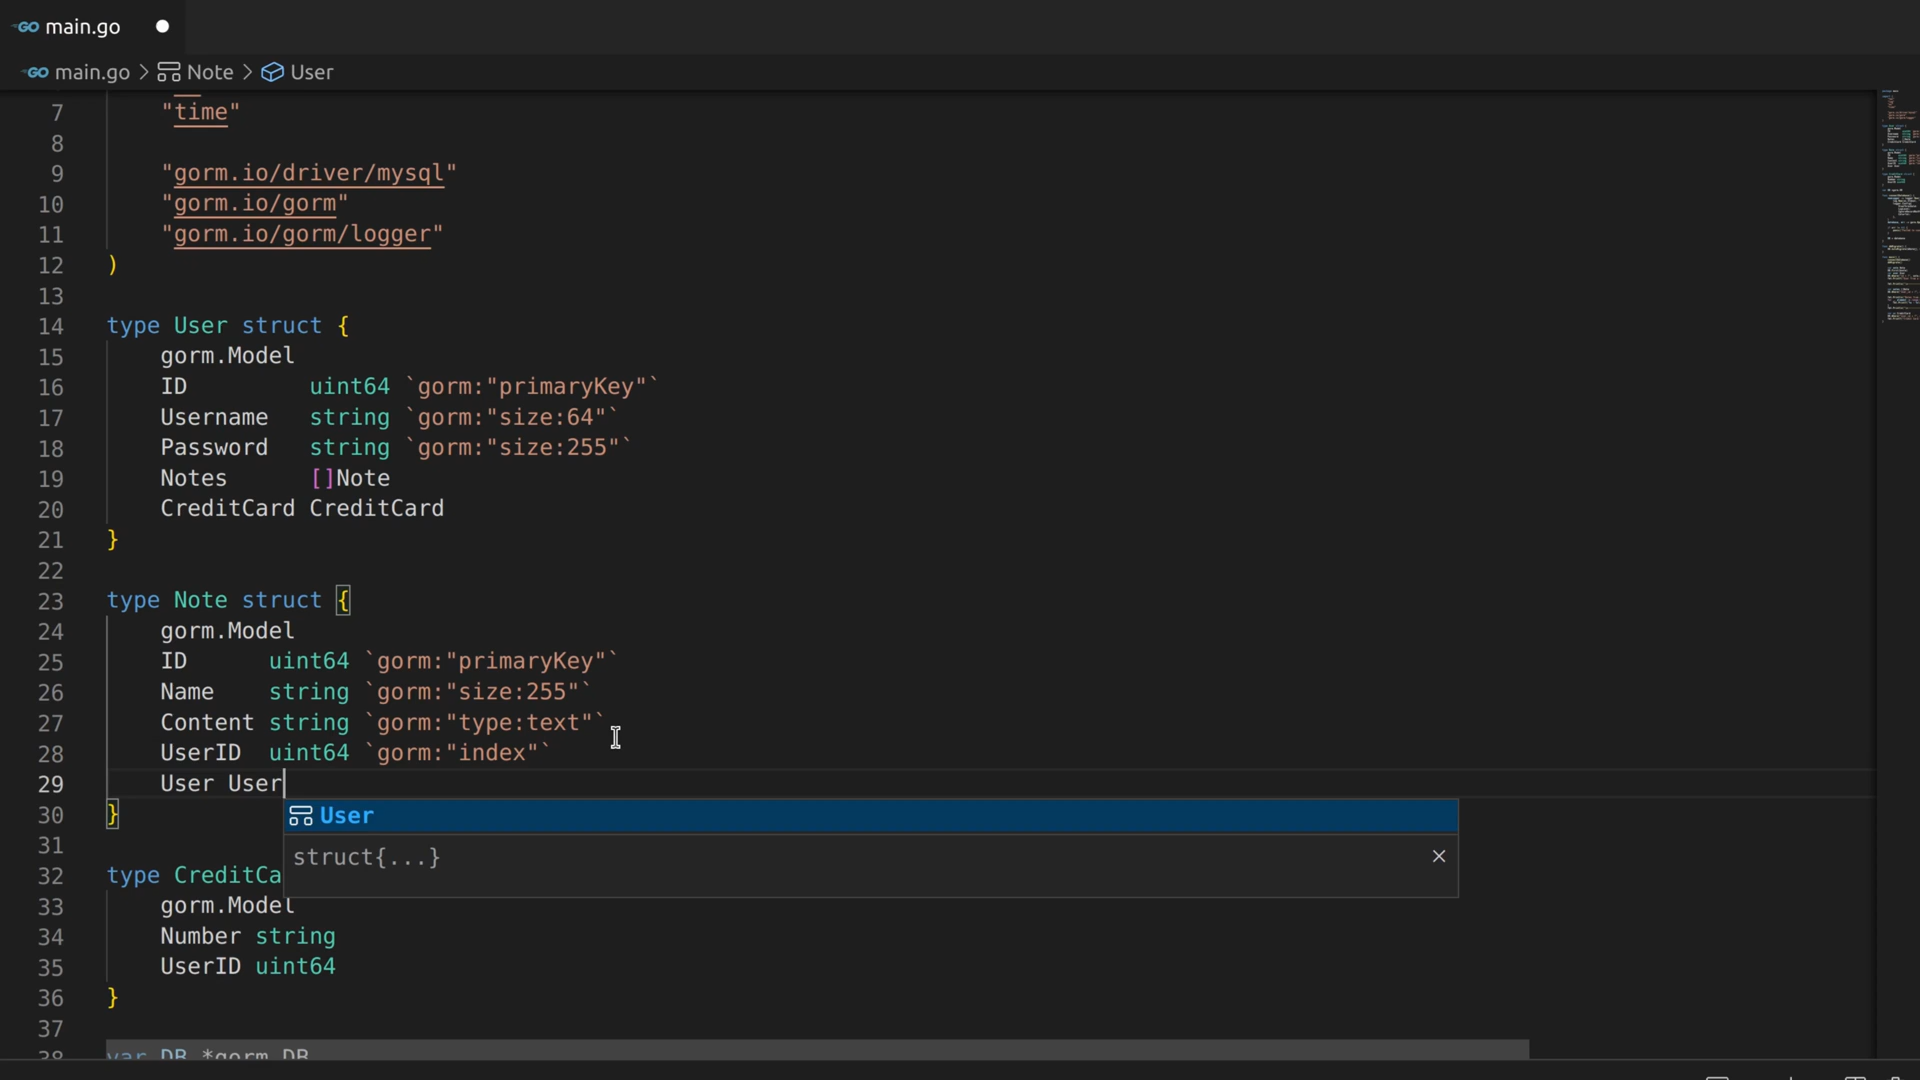 GO main.go ●
GO main.go > Note > User
7 "time"
8
9 "gorm.io/driver/mysql"
10 "gorm.io/gorm"
11 "gorm.io/gorm/logger"
12 )
13
14 type User struct {
15 gorm.Model
16 ID uint64 `gorm:"primaryKey"`
17 Username string `gorm:"size:64"`
18 Password string `gorm:"size:255"`
19 Notes []Note
20 CreditCard CreditCard
21 }
22
23 type Note struct {
24 gorm.Model
25 ID uint64 `gorm:"primaryKey"`
26 Name string `gorm:"size:255"`
27 Content string `gorm:"type:text"`
28 UserID uint64 `gorm:"index"`
29 User User
30 }
User
31
struct{...}
32 type CreditCa
33 gorm.Model
34 Number string
35 UserID uint64
36 }
37
38 var DB *gorm.DB